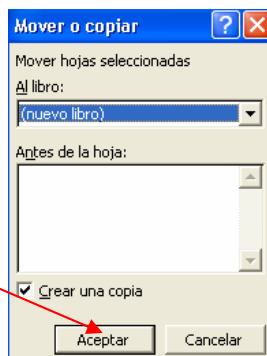 Mover o copiar
Mover hojas seleccionadas
Al libro:
(nuevo libro)
Antes de la hoja:
Crear una copia
Aceptar Cancelar